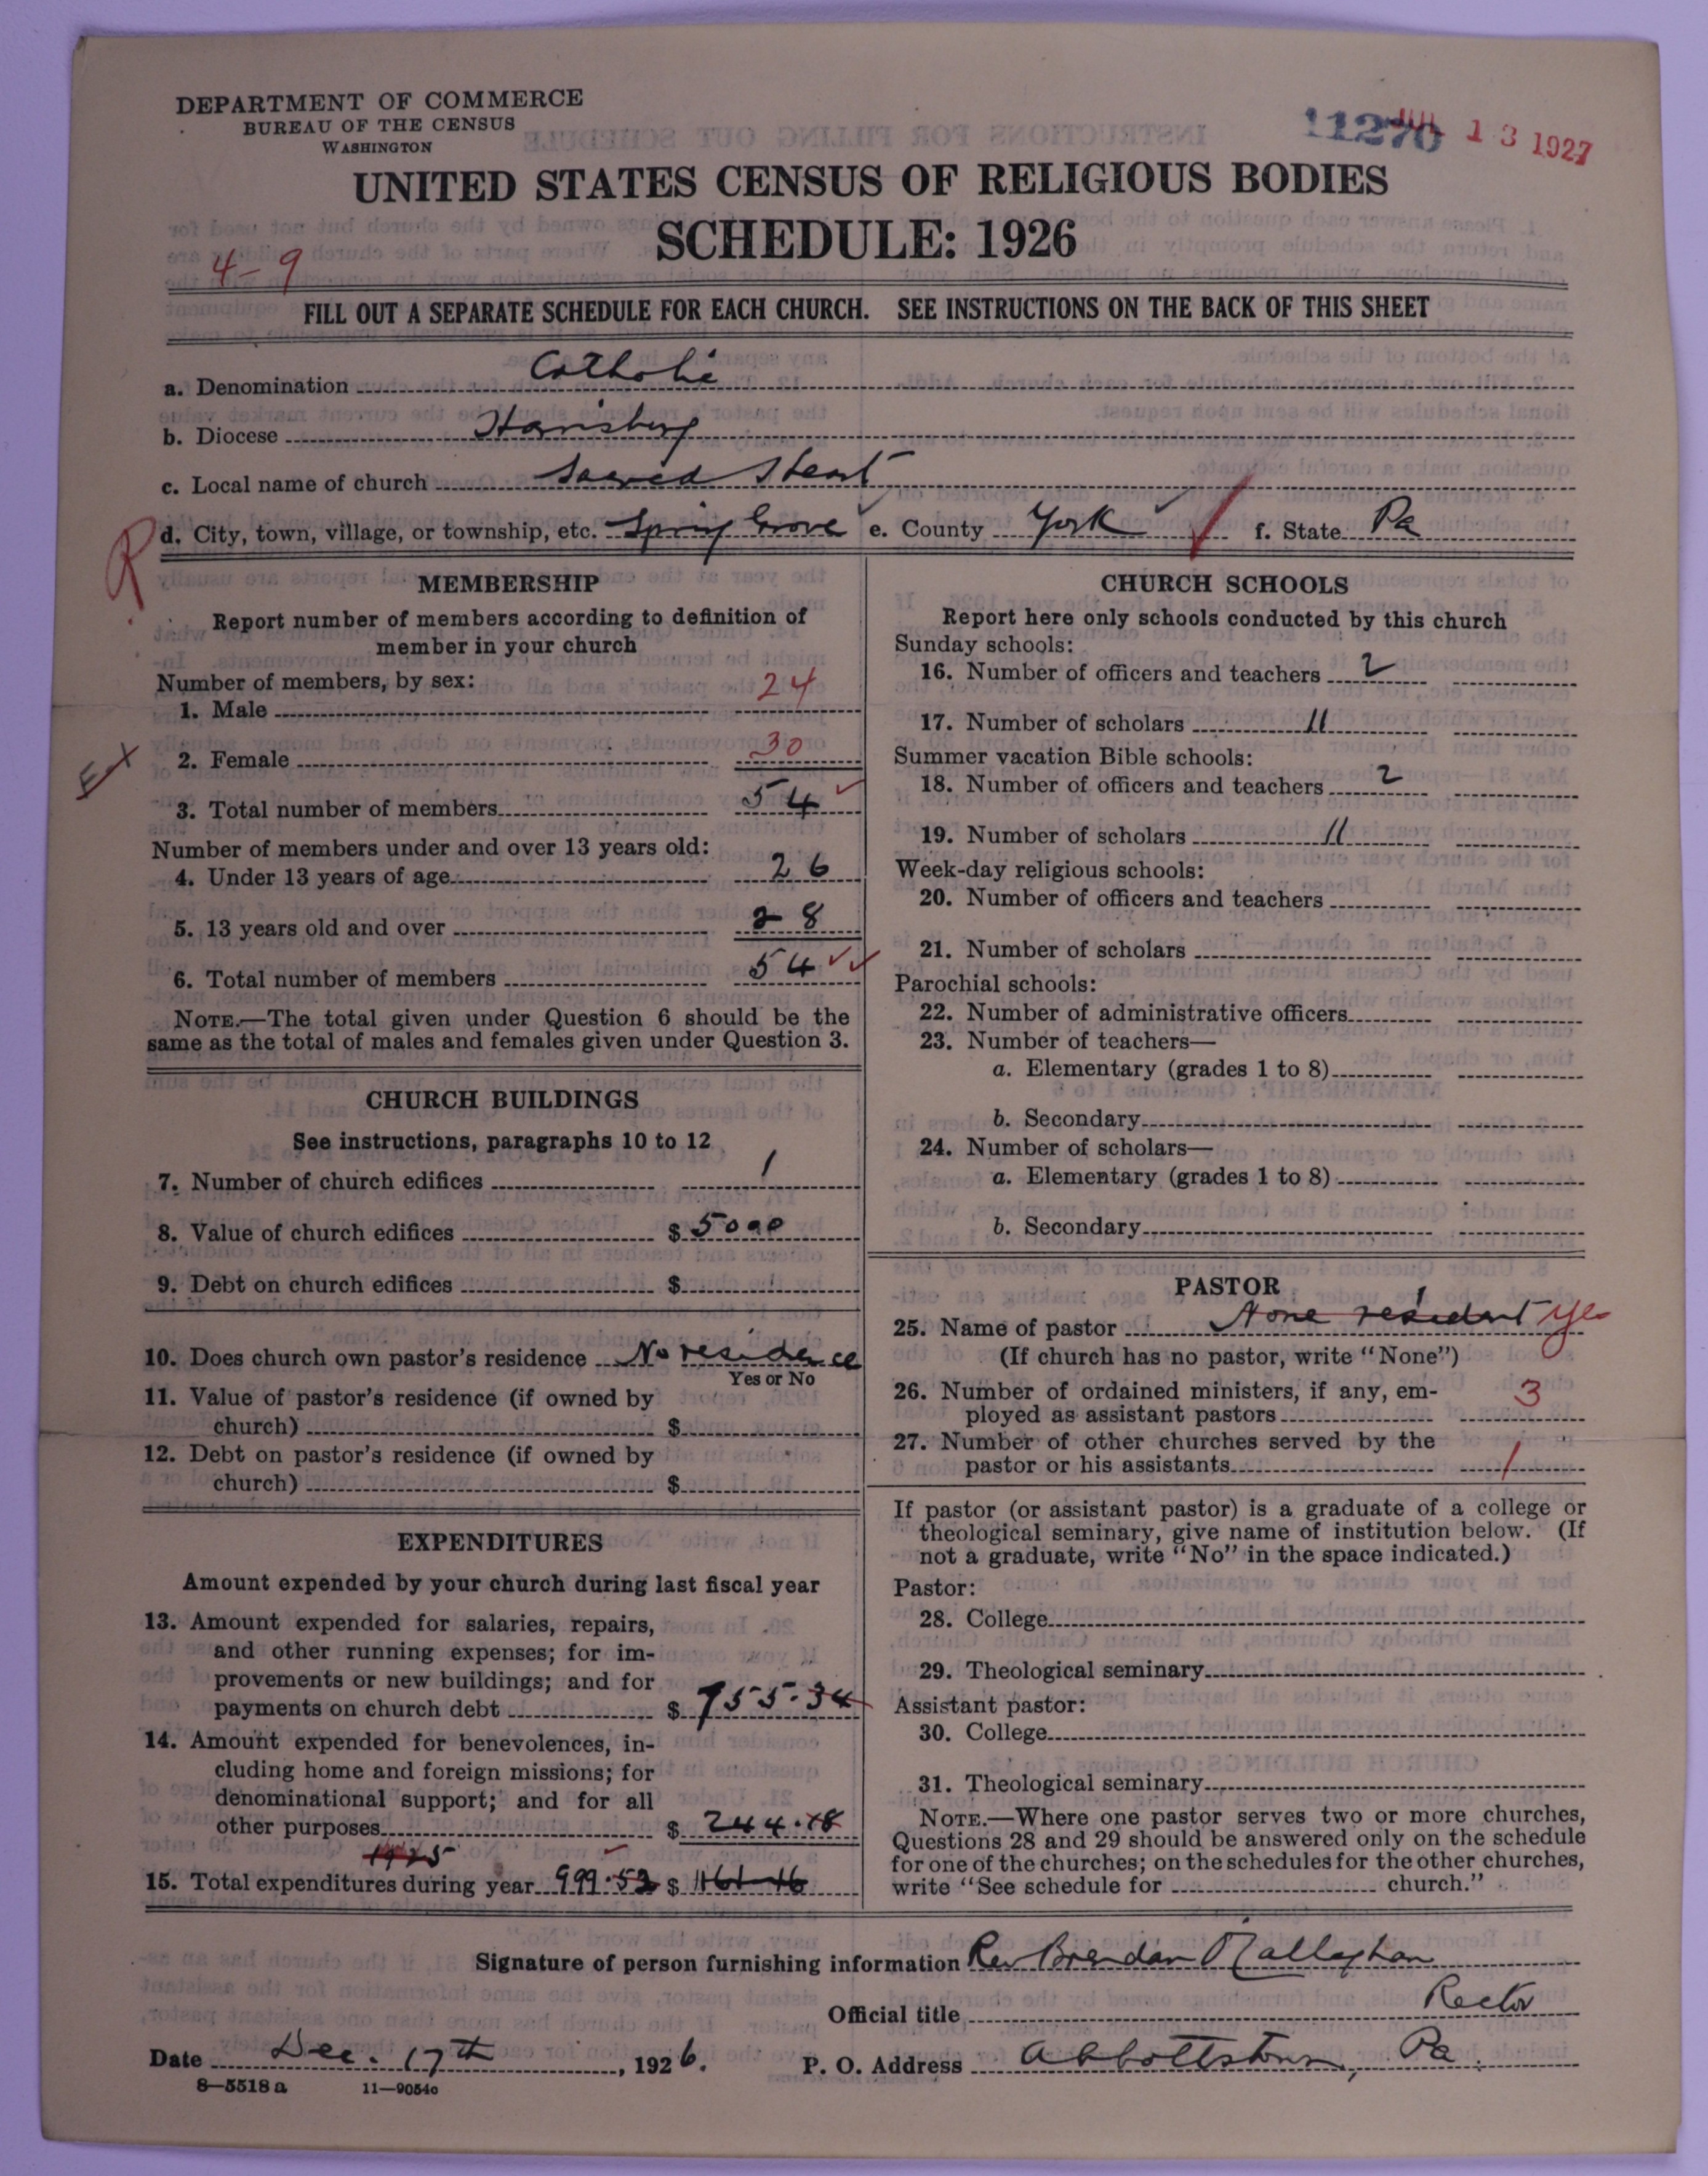 DEPARTMENT OF COMMERCE
BUREAU OF THE CENSUS
WASHINGTON
11270 JUL 13 1927
UNITED STATES CENSUS OF RELIGIOUS BODIES
SCHEDULE: 1926
4-9
FILL OUT A SEPARATE SCHEDULE FOR EACH CHURCH. SEE INSTRUCTIONS ON THE BACK OF THIS SHEET
a. Denomination Catholic
b. Diocese Harrisburg
c. Local name of church Sacred Heart
R d. City, town, village, or township, etc. Spring Grove e. County York f. State Pa
MEMBERSHIP
Report number of members according to definition of
member in your church
Number of members, by sex:
1. Male 24
2. Female 30
Ex
3. Total number of members 54
Number of members under and over 13 years old:
4. Under 13 years of age 26
5. 13 years old and over 28
6. Total number of members 54
NOTE.—The total given under Question 6 should be the
same as the total of males and females given under Question 3.
CHURCH BUILDINGS
See instructions, paragraphs 10 to 12
7. Number of church edifices 1
8. Value of church edifices $ 5000
9. Debt on church edifices $
10. Does church own pastor's residence No residence
Yes or No
11. Value of pastor's residence (if owned by
church) $
12. Debt on pastor's residence (if owned by
church) $
EXPENDITURES
Amount expended by your church during last fiscal year
13. Amount expended for salaries, repairs,
and other running expenses; for im-
provements or new buildings; and for
payments on church debt $ 755.34
14. Amount expended for benevolences, in-
cluding home and foreign missions; for
denominational support; and for all
other purposes $ 244.18
1925
15. Total expenditures during year 999.52 $ 1161-16
CHURCH SCHOOLS
Report here only schools conducted by this church
Sunday schools:
16. Number of officers and teachers 2
17. Number of scholars 11
Summer vacation Bible schools:
18. Number of officers and teachers 2
19. Number of scholars 11
Week-day religious schools:
20. Number of officers and teachers
21. Number of scholars
Parochial schools:
22. Number of administrative officers
23. Number of teachers—
a. Elementary (grades 1 to 8)
b. Secondary
24. Number of scholars—
a. Elementary (grades 1 to 8)
b. Secondary
PASTOR
25. Name of pastor None resident yes
(If church has no pastor, write "None")
26. Number of ordained ministers, if any, em-
ployed as assistant pastors 3
27. Number of other churches served by the
pastor or his assistants 1
If pastor (or assistant pastor) is a graduate of a college or
theological seminary, give name of institution below. (If
not a graduate, write "No" in the space indicated.)
Pastor:
28. College
29. Theological seminary
Assistant pastor:
30. College
31. Theological seminary
NOTE.—Where one pastor serves two or more churches,
Questions 28 and 29 should be answered only on the schedule
for one of the churches; on the schedules for the other churches,
write "See schedule for church."
Signature of person furnishing information Rev Brendan O'Callaghan
Official title Rector
Date Dec. 17th, 1926. P. O. Address Abbottstown, Pa.
8—5518 a 11—9054c